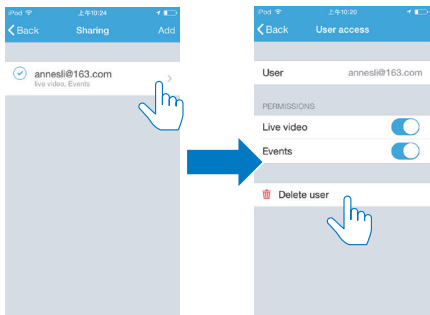 iPod 上午10:24
Back Sharing Add
annesli@163.com
live video, Events
iPod 上午10:20
Back User access
User annesli@163.com
PERMISSIONS
Live video
Events
Delete user